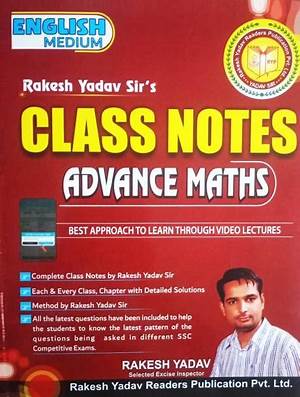 ENGLISH
MEDIUM
Rakesh Yadav Readers Publication Pvt. Ltd.
RYP
YADAV SIR
Rakesh Yadav Sir's
CLASS NOTES
ADVANCE MATHS
BEST APPROACH TO LEARN THROUGH VIDEO LECTURES
Complete Class Notes by Rakesh Yadav Sir
Each & Every Class, Chapter with Detailed Solutions
Method by Rakesh Yadav Sir
All the latest questions have been included to help
the students to know the latest pattern of the
questions being asked in different SSC
Competitive Exams.
RAKESH YADAV
Selected Excise Inspector
Rakesh Yadav Readers Publication Pvt. Ltd.